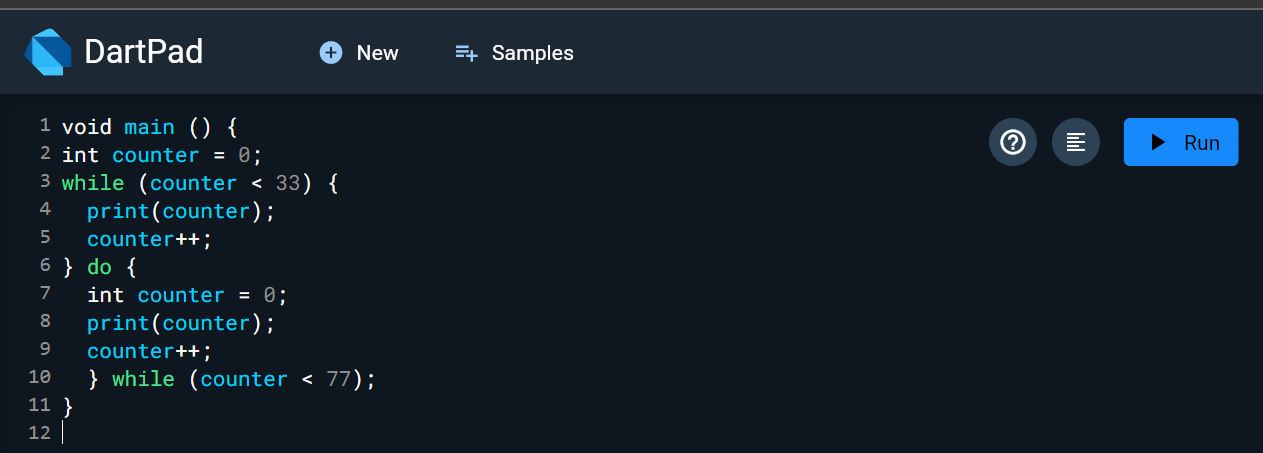 DartPad New Samples
1 void main () {
2 int counter = 0;
3 while (counter < 33) {
4   print(counter);
5   counter++;
6 } do {
7   int counter = 0;
8   print(counter);
9   counter++;
10   } while (counter < 77);
11 }
12
Run